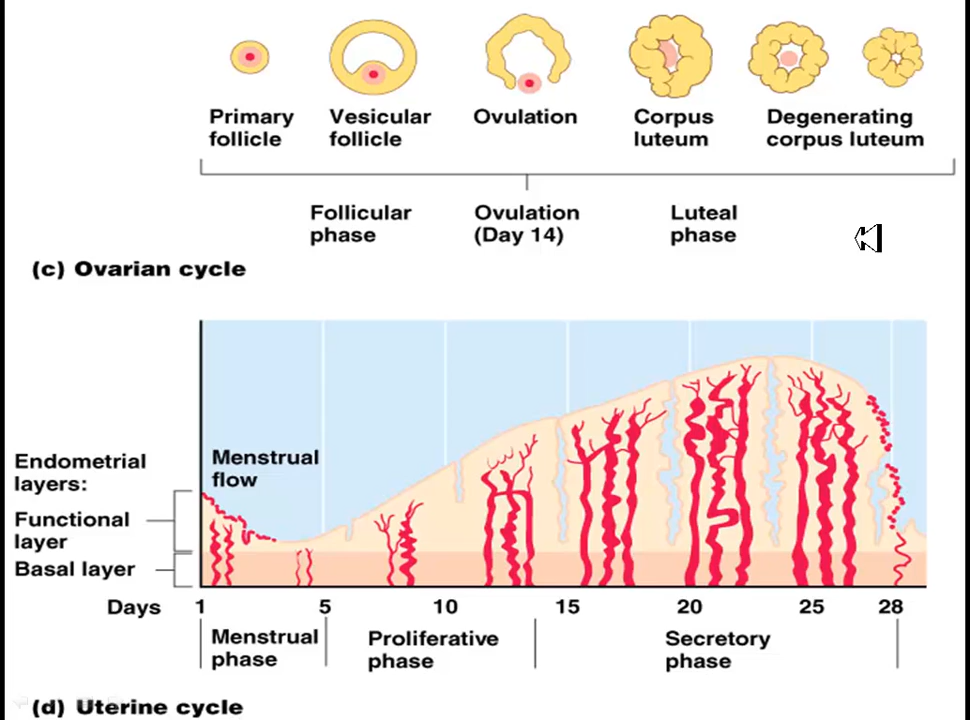 Primary follicle
Vesicular follicle
Ovulation
Corpus luteum
Degenerating corpus luteum
Follicular phase
Ovulation (Day 14)
Luteal phase
(c) Ovarian cycle
Menstrual flow
Endometrial layers:
Functional layer
Basal layer
Days 1 5 10 15 20 25 28
Menstrual phase
Proliferative phase
Secretory phase
(d) Uterine cycle